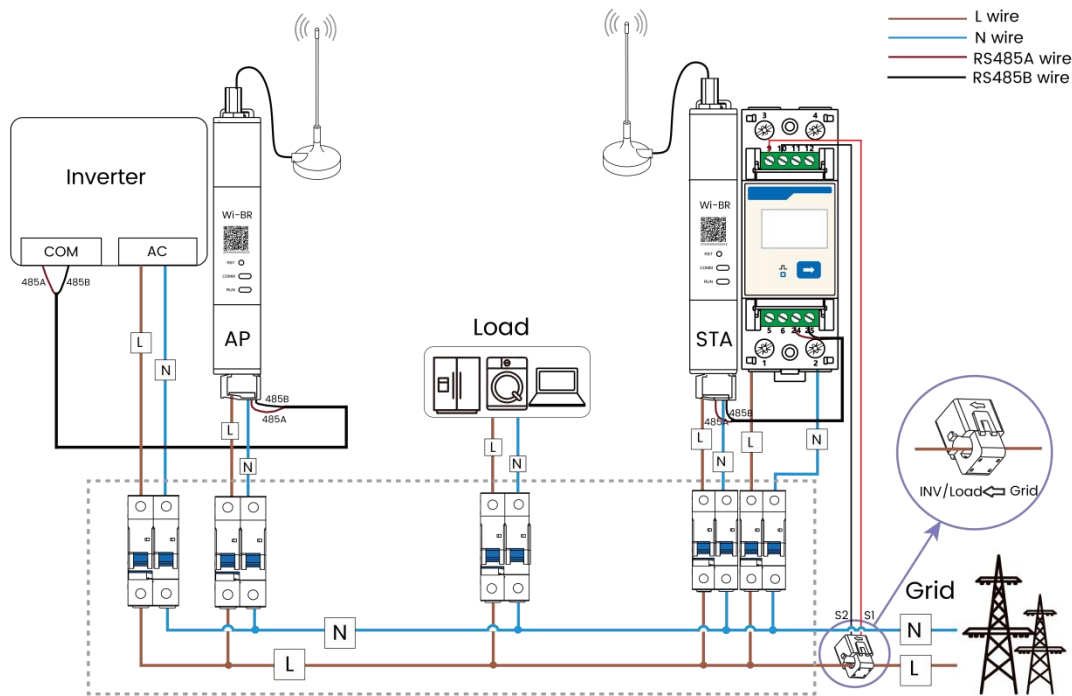 L wire
N wire
RS485A wire
RS485B wire
Inverter
COM
AC
485A
485B
L
N
Wi-BR
RST
COMM
RUN
AP
485B
485A
L
N
Load
L
N
Wi-BR
RST
COMM
RUN
STA
485B
485A
L
N
3
4
9
10
11
12
5
6
24
25
1
2
L
N
INV/Load
Grid
Grid
S2
S1
N
L
N
L